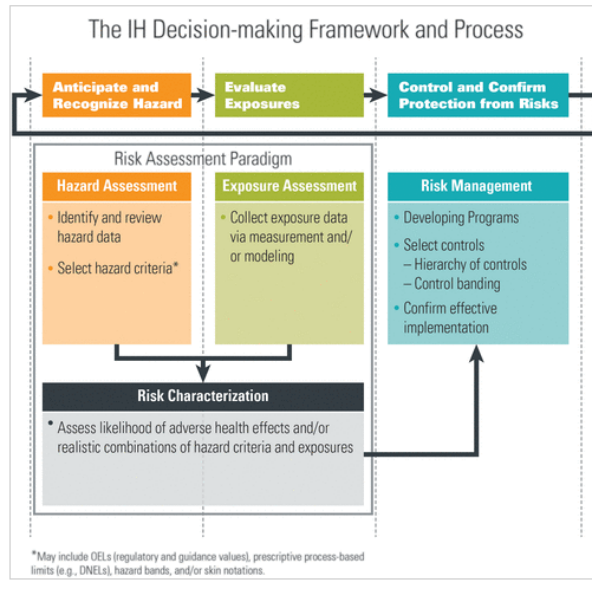 The IH Decision-making Framework and Process
Anticipate and
Recognize Hazard
Evaluate
Exposures
Control and Confirm
Protection from Risks
Risk Assessment Paradigm
Hazard Assessment
• Identify and review
hazard data
• Select hazard criteria*
Exposure Assessment
• Collect exposure data
via measurement and/
or modeling
Risk Management
• Developing Programs
• Select controls
– Hierarchy of controls
– Control banding
• Confirm effective
implementation
Risk Characterization
• Assess likelihood of adverse health effects and/or
realistic combinations of hazard criteria and exposures
*May include OELs (regulatory and guidance values), prescriptive process-based
limits (e.g., DNELs), hazard bands, and/or skin notations.